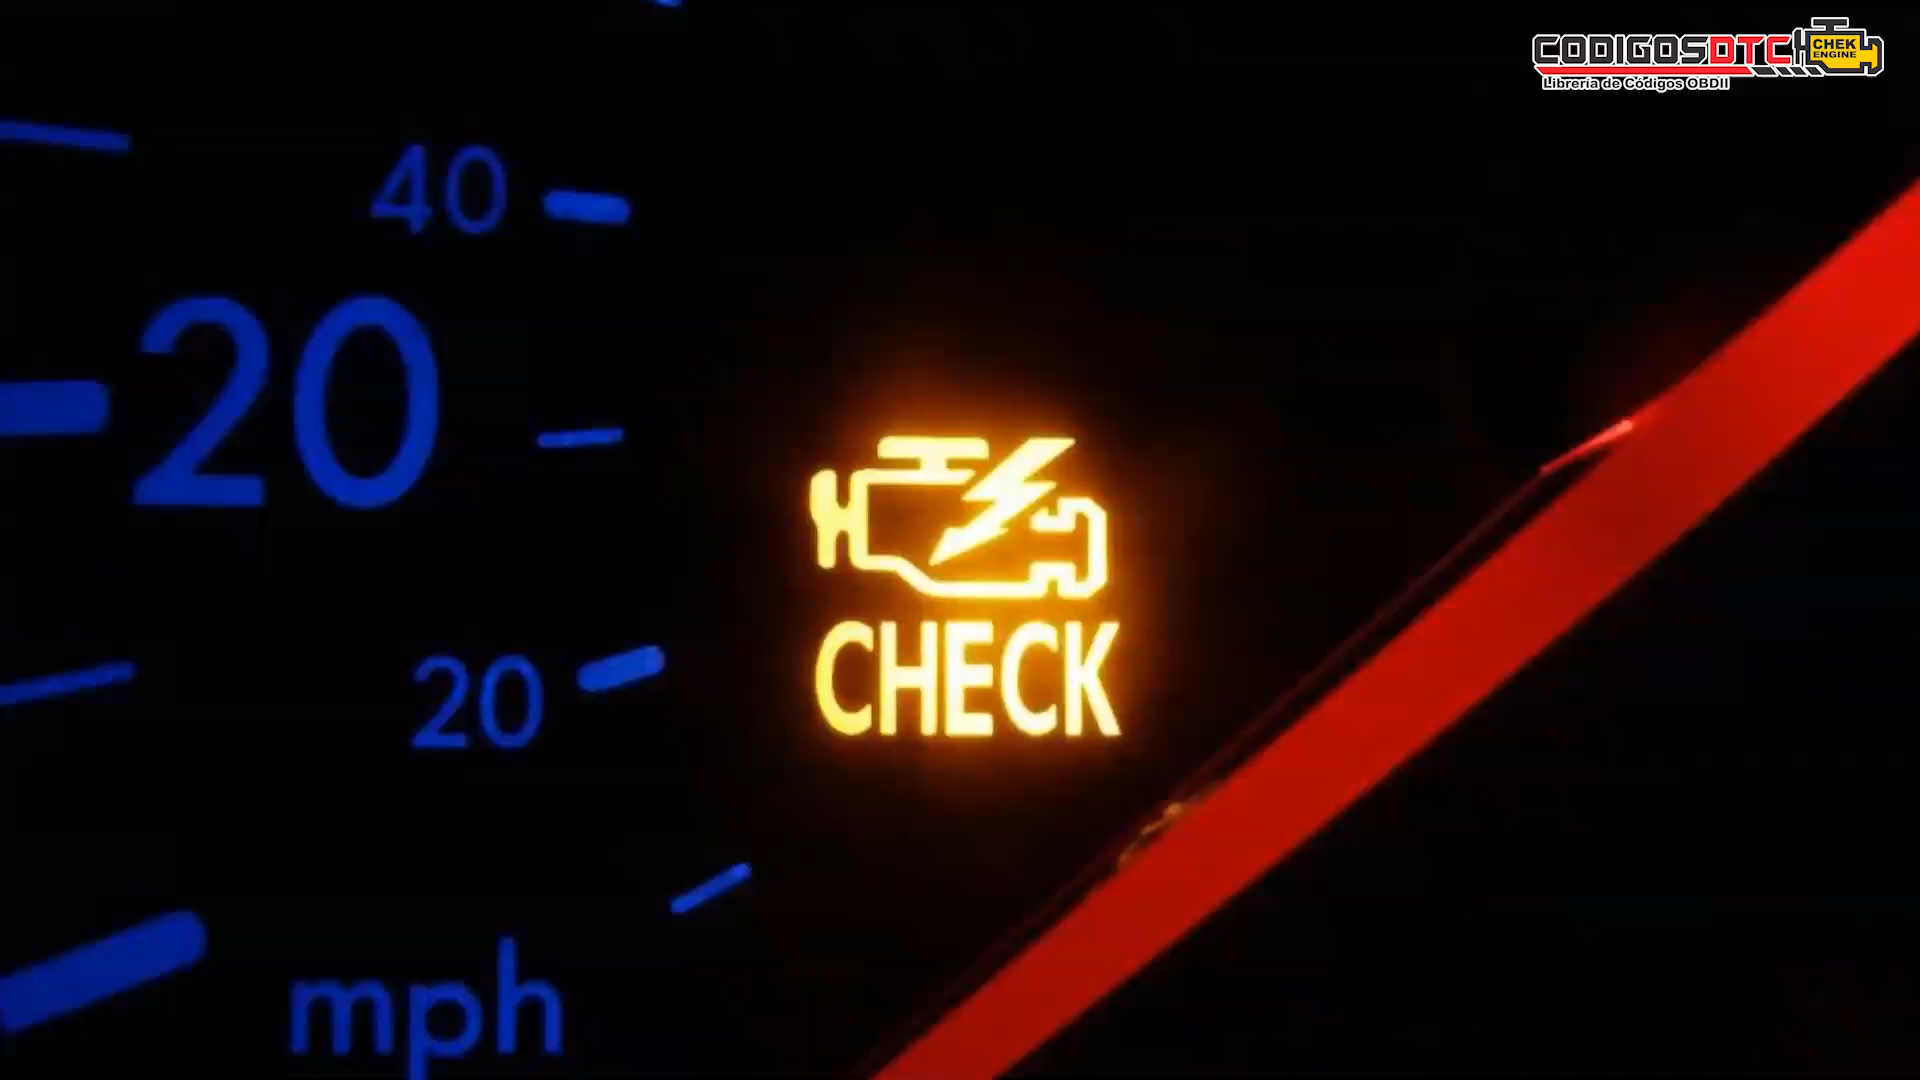 CODIGOSDTC
CHEK
ENGINE
Librería de Códigos OBDII
40
20
20
CHECK
mph